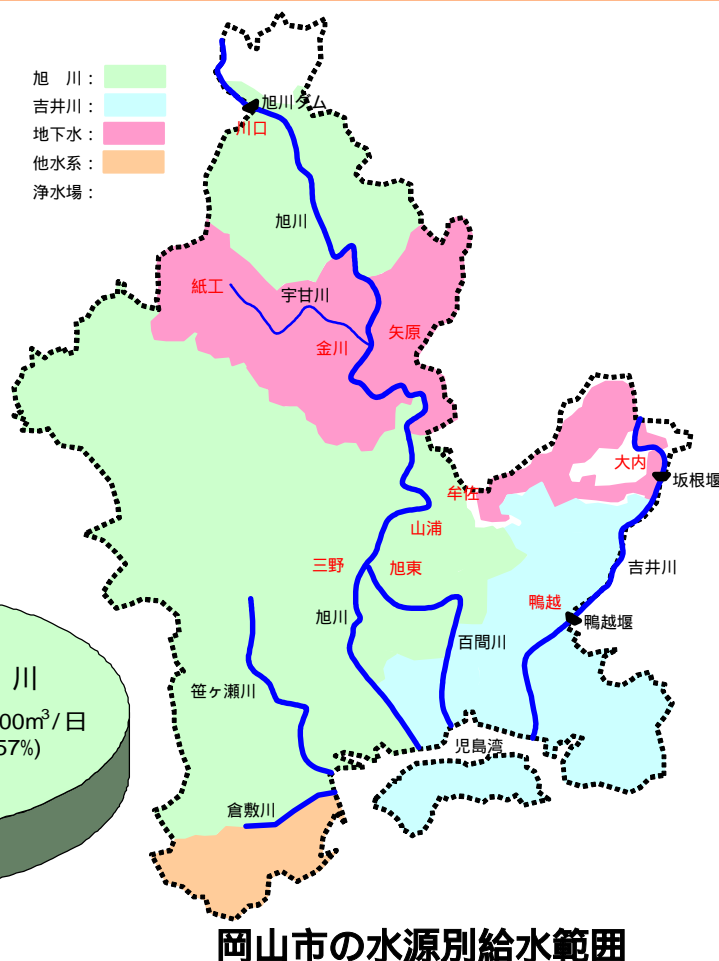 旭川ダム
旭 川：
吉井川：
地下水：
他水系：
浄水場：
川口
旭川
紙工
宇甘川
矢原
金川
大内
坂根堰
牟佐
山浦
三野
旭東
吉井川
鴨越
鴨越堰
旭川
百間川
川
00m³/日
57%)
笹ヶ瀬川
児島湾
倉敷川
岡山市の水源別給水範囲